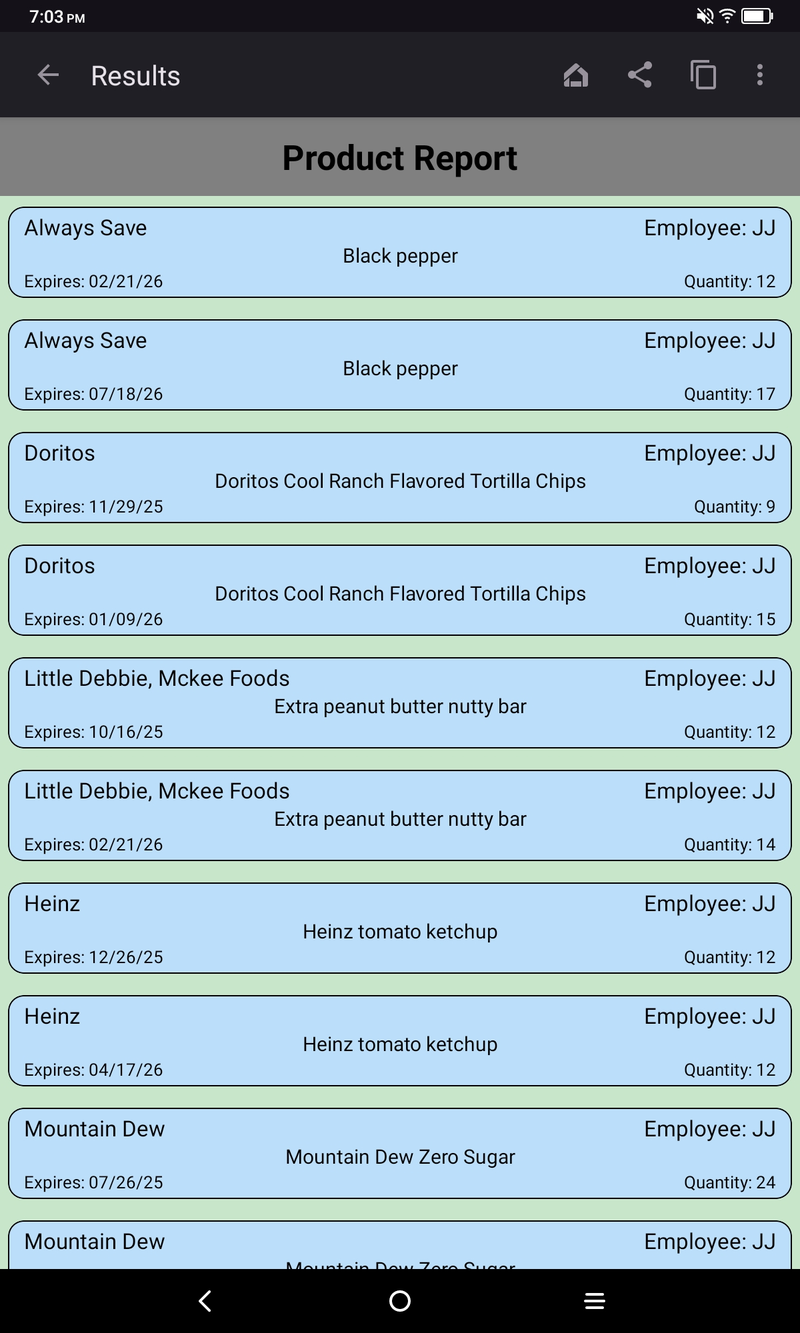 7:03 PM
Results
Product Report
Always Save Employee: JJ
Black pepper
Expires: 02/21/26 Quantity: 12
Always Save Employee: JJ
Black pepper
Expires: 07/18/26 Quantity: 17
Doritos Employee: JJ
Doritos Cool Ranch Flavored Tortilla Chips
Expires: 11/29/25 Quantity: 9
Doritos Employee: JJ
Doritos Cool Ranch Flavored Tortilla Chips
Expires: 01/09/26 Quantity: 15
Little Debbie, Mckee Foods Employee: JJ
Extra peanut butter nutty bar
Expires: 10/16/25 Quantity: 12
Little Debbie, Mckee Foods Employee: JJ
Extra peanut butter nutty bar
Expires: 02/21/26 Quantity: 14
Heinz Employee: JJ
Heinz tomato ketchup
Expires: 12/26/25 Quantity: 12
Heinz Employee: JJ
Heinz tomato ketchup
Expires: 04/17/26 Quantity: 12
Mountain Dew Employee: JJ
Mountain Dew Zero Sugar
Expires: 07/26/25 Quantity: 24
Mountain Dew Employee: JJ
Mountain Dew Zero Sugar